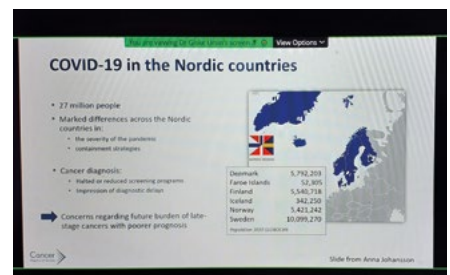 You are viewing Dr Giske Ursin's screen
View Options
COVID-19 in the Nordic countries
• 27 million people
• Marked differences across the Nordic
countries in:
• the severity of the pandemic
• containment strategies
• Cancer diagnosis:
• Halted or reduced screening programs
• Impression of diagnostic delays
Concerns regarding future burden of late-
stage cancers with poorer prognosis
Denmark 5,792,203
Faroe Islands 52,305
Finland 5,540,718
Iceland 342,250
Norway 5,421,242
Sweden 10,099,270
Cancer
Slide from Anna Johansson